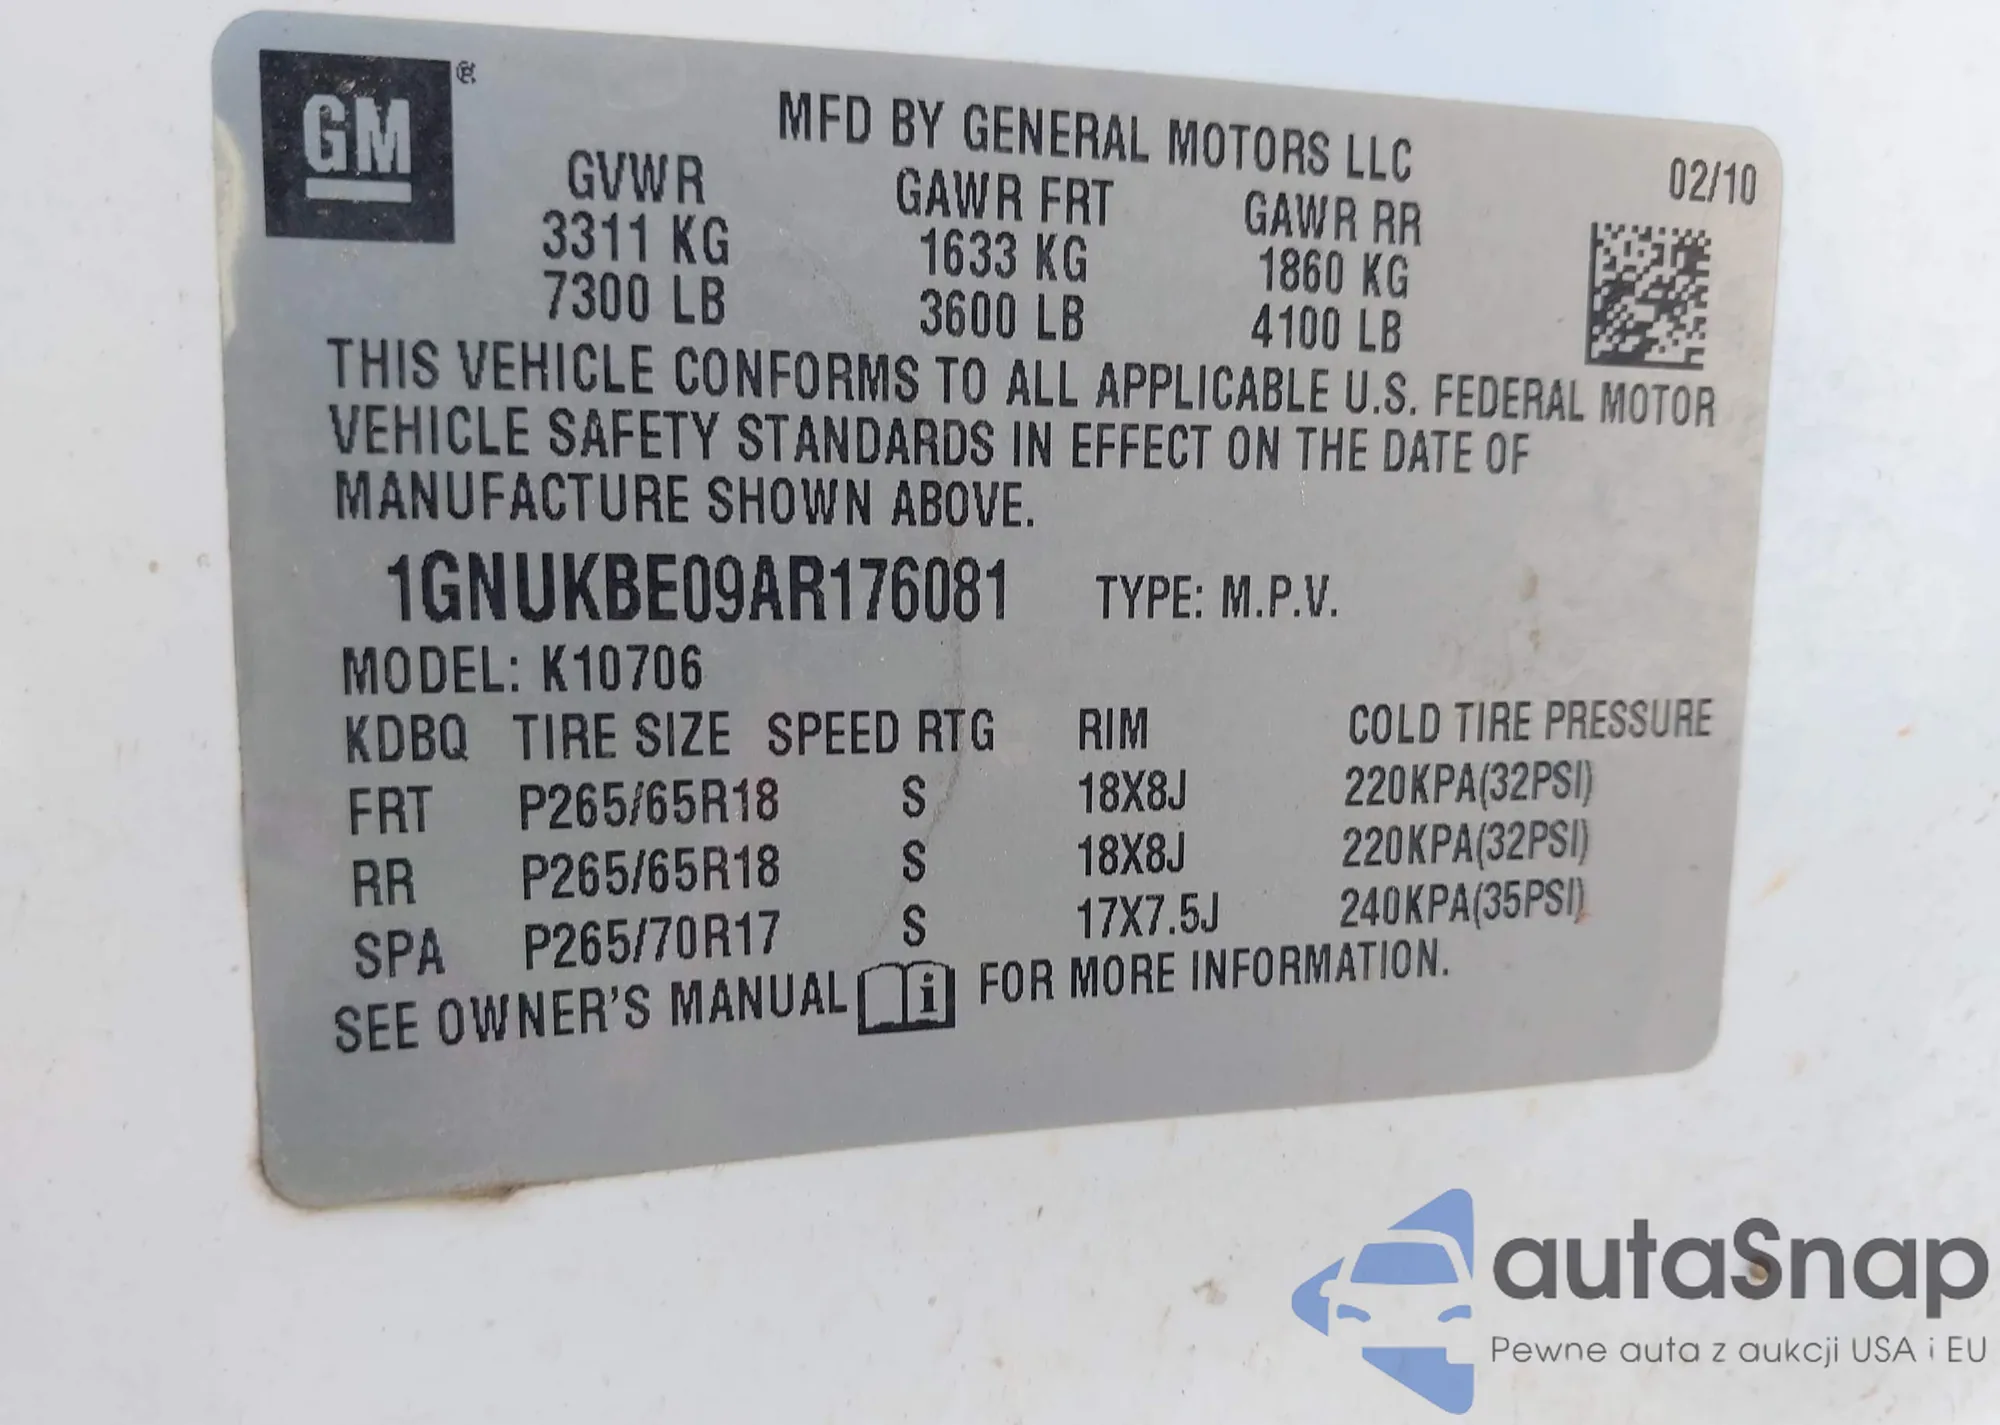 GM ®
MFD BY GENERAL MOTORS LLC
02/10
GVWR GAWR FRT GAWR RR
3311 KG 1633 KG 1860 KG
7300 LB 3600 LB 4100 LB
THIS VEHICLE CONFORMS TO ALL APPLICABLE U.S. FEDERAL MOTOR
VEHICLE SAFETY STANDARDS IN EFFECT ON THE DATE OF
MANUFACTURE SHOWN ABOVE.
1GNUKBE09AR176081 TYPE: M.P.V.
MODEL: K10706
KDBQ TIRE SIZE SPEED RTG RIM COLD TIRE PRESSURE
FRT P265/65R18 S 18X8J 220KPA(32PSI)
RR P265/65R18 S 18X8J 220KPA(32PSI)
SPA P265/70R17 S 17X7.5J 240KPA(35PSI)
SEE OWNER'S MANUAL i FOR MORE INFORMATION.
autaSnap
Pewne auta z aukcji USA i EU